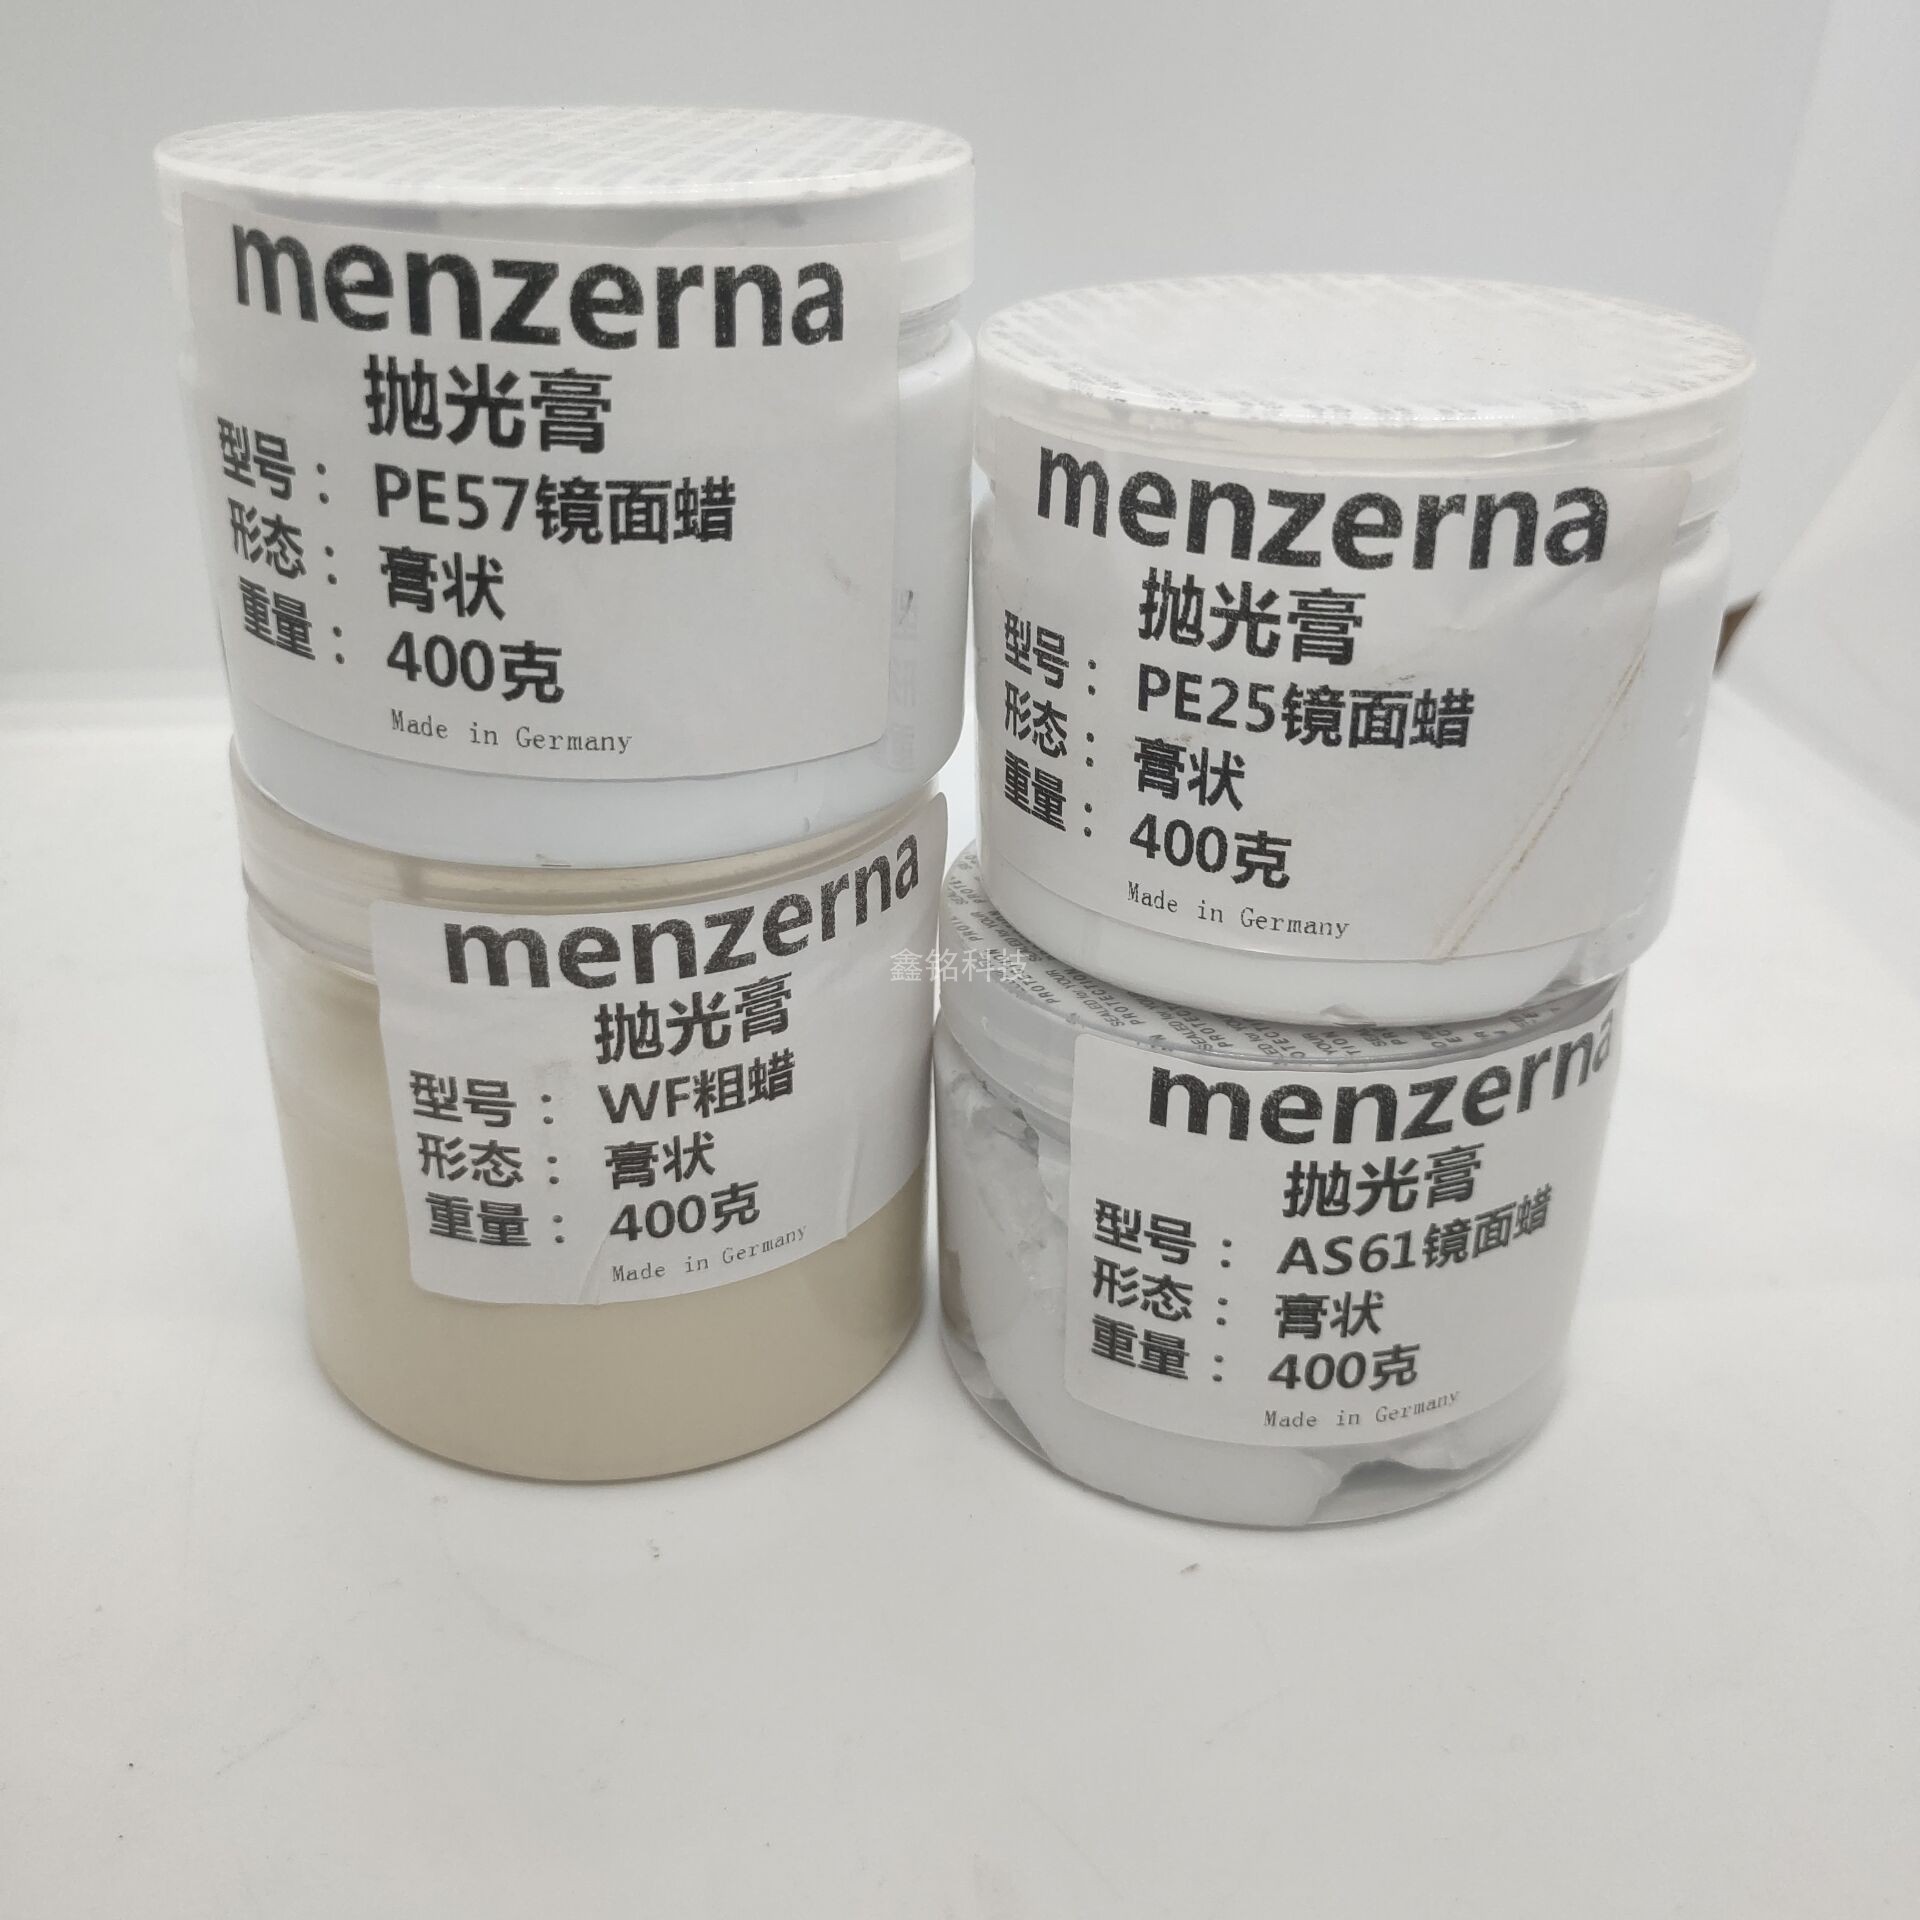 menzerna
抛光膏
型号： PE57镜面蜡
形态： 膏状
重量： 400克
Made in Germany
menzerna
抛光膏
型号： PE25镜面蜡
形态： 膏状
重量： 400克
Made in Germany
menzerna
抛光膏
型号： WF粗蜡
形态： 膏状
重量： 400克
Made in Germany
鑫铭科技
SEALED for YOUR PROTECTION
menzerna
抛光膏
型号： AS61镜面蜡
形态： 膏状
重量： 400克
Made in Germany